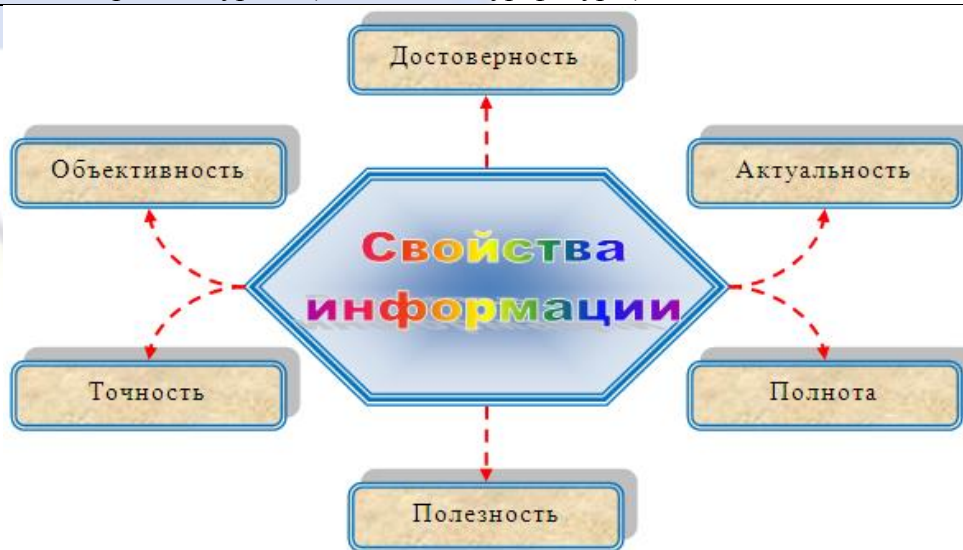 Достоверность
Объективность
Актуальность
Свойства
информации
Точность
Полнота
Полезность